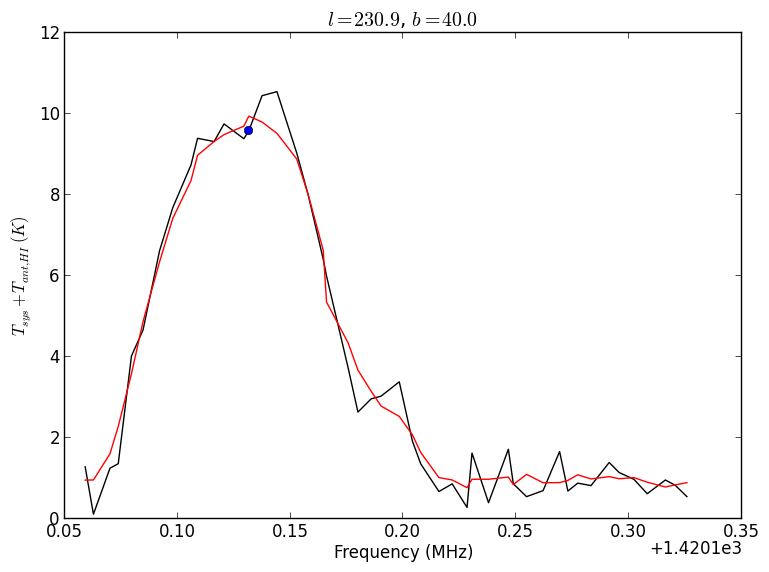 l = 230.9, b = 40.0
12
10
8
6
4
2
0
T_sys + T_ant,HI (K)
0.05 0.10 0.15 0.20 0.25 0.30 0.35
Frequency (MHz)
+1.4201e3